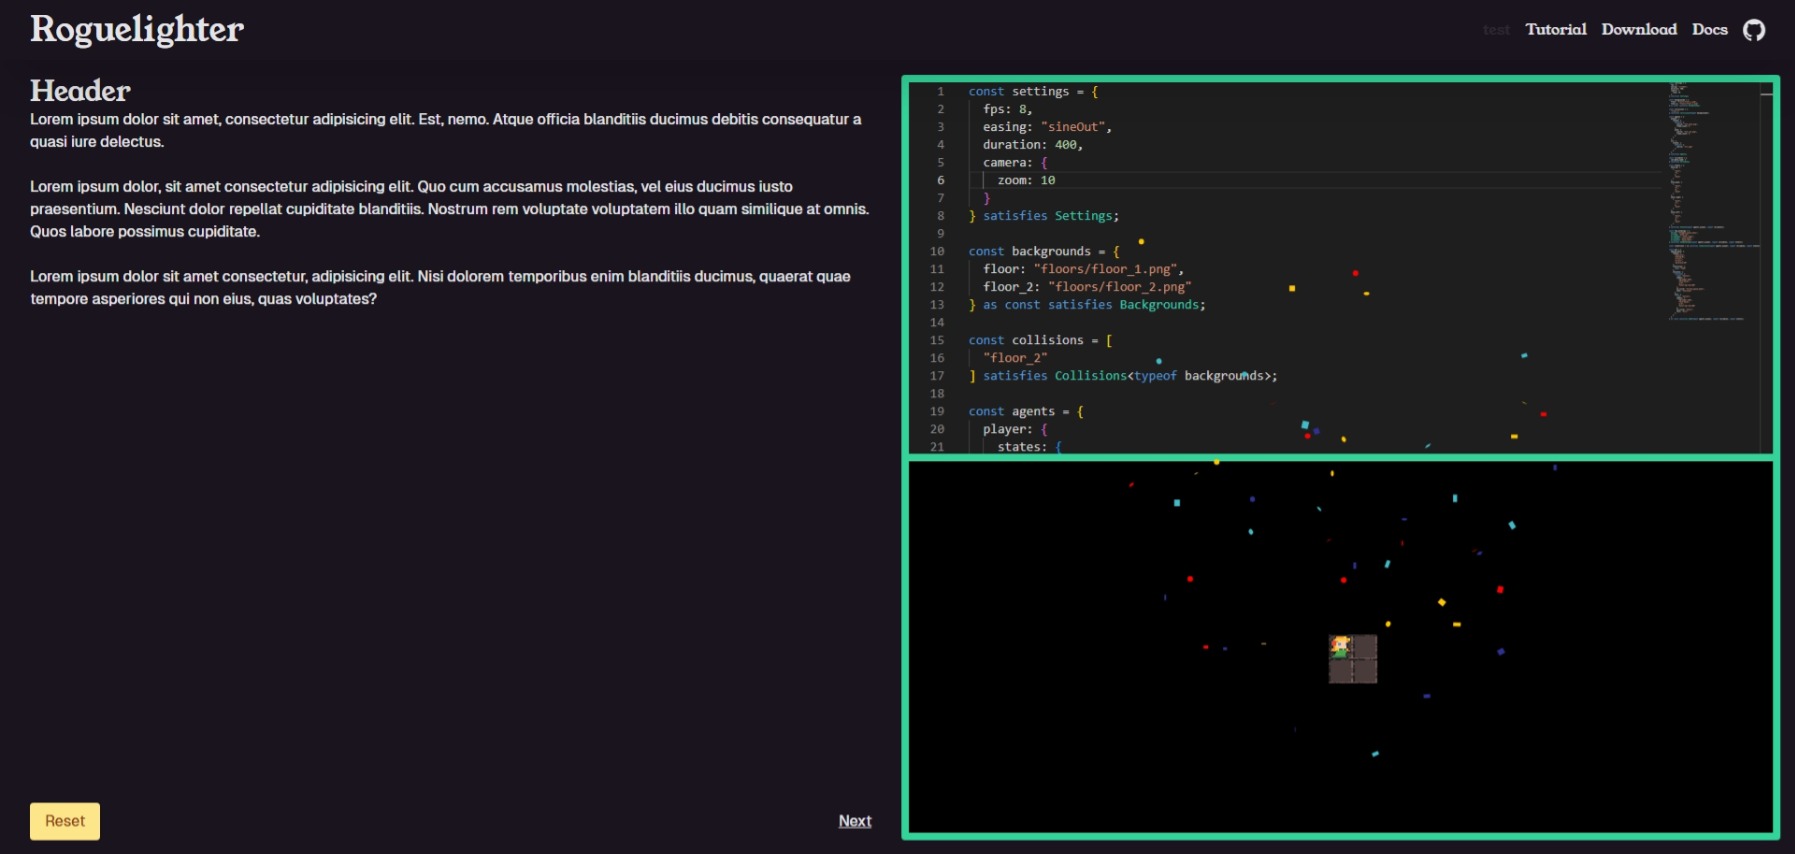 Roguelighter
test Tutorial Download Docs
Header
Lorem ipsum dolor sit amet, consectetur adipisicing elit. Est, nemo. Atque officia blanditiis ducimus debitis consequatur a
quasi iure delectus.
Lorem ipsum dolor, sit amet consectetur adipisicing elit. Quo cum accusamus molestias, vel eius ducimus iusto
praesentium. Nesciunt dolor repellat cupiditate blanditiis. Nostrum rem voluptate voluptatem illo quam similique at omnis.
Quos labore possimus cupiditate.
Lorem ipsum dolor sit amet consectetur, adipisicing elit. Nisi dolorem temporibus enim blanditiis ducimus, quaerat quae
tempore asperiores qui non eius, quas voluptates?
Reset
Next
1 const settings = {
2 fps: 8,
3 easing: "sineOut",
4 duration: 400,
5 camera: {
6 zoom: 10
7 }
8 } satisfies Settings;
9
10 const backgrounds = {
11 floor: "floors/floor_1.png",
12 floor_2: "floors/floor_2.png"
13 } as const satisfies Backgrounds;
14
15 const collisions = [
16 "floor_2"
17 ] satisfies Collisions<typeof backgrounds>;
18
19 const agents = {
20 player: {
21 states: {